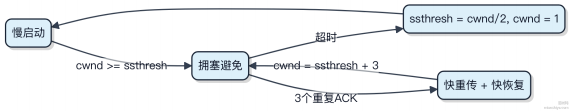 ssthresh = cwnd/2, cwnd = 1
慢启动
超时
cwnd >= ssthresh
拥塞避免
cwnd = ssthresh + 3
快重传 + 快恢复
3个重复ACK